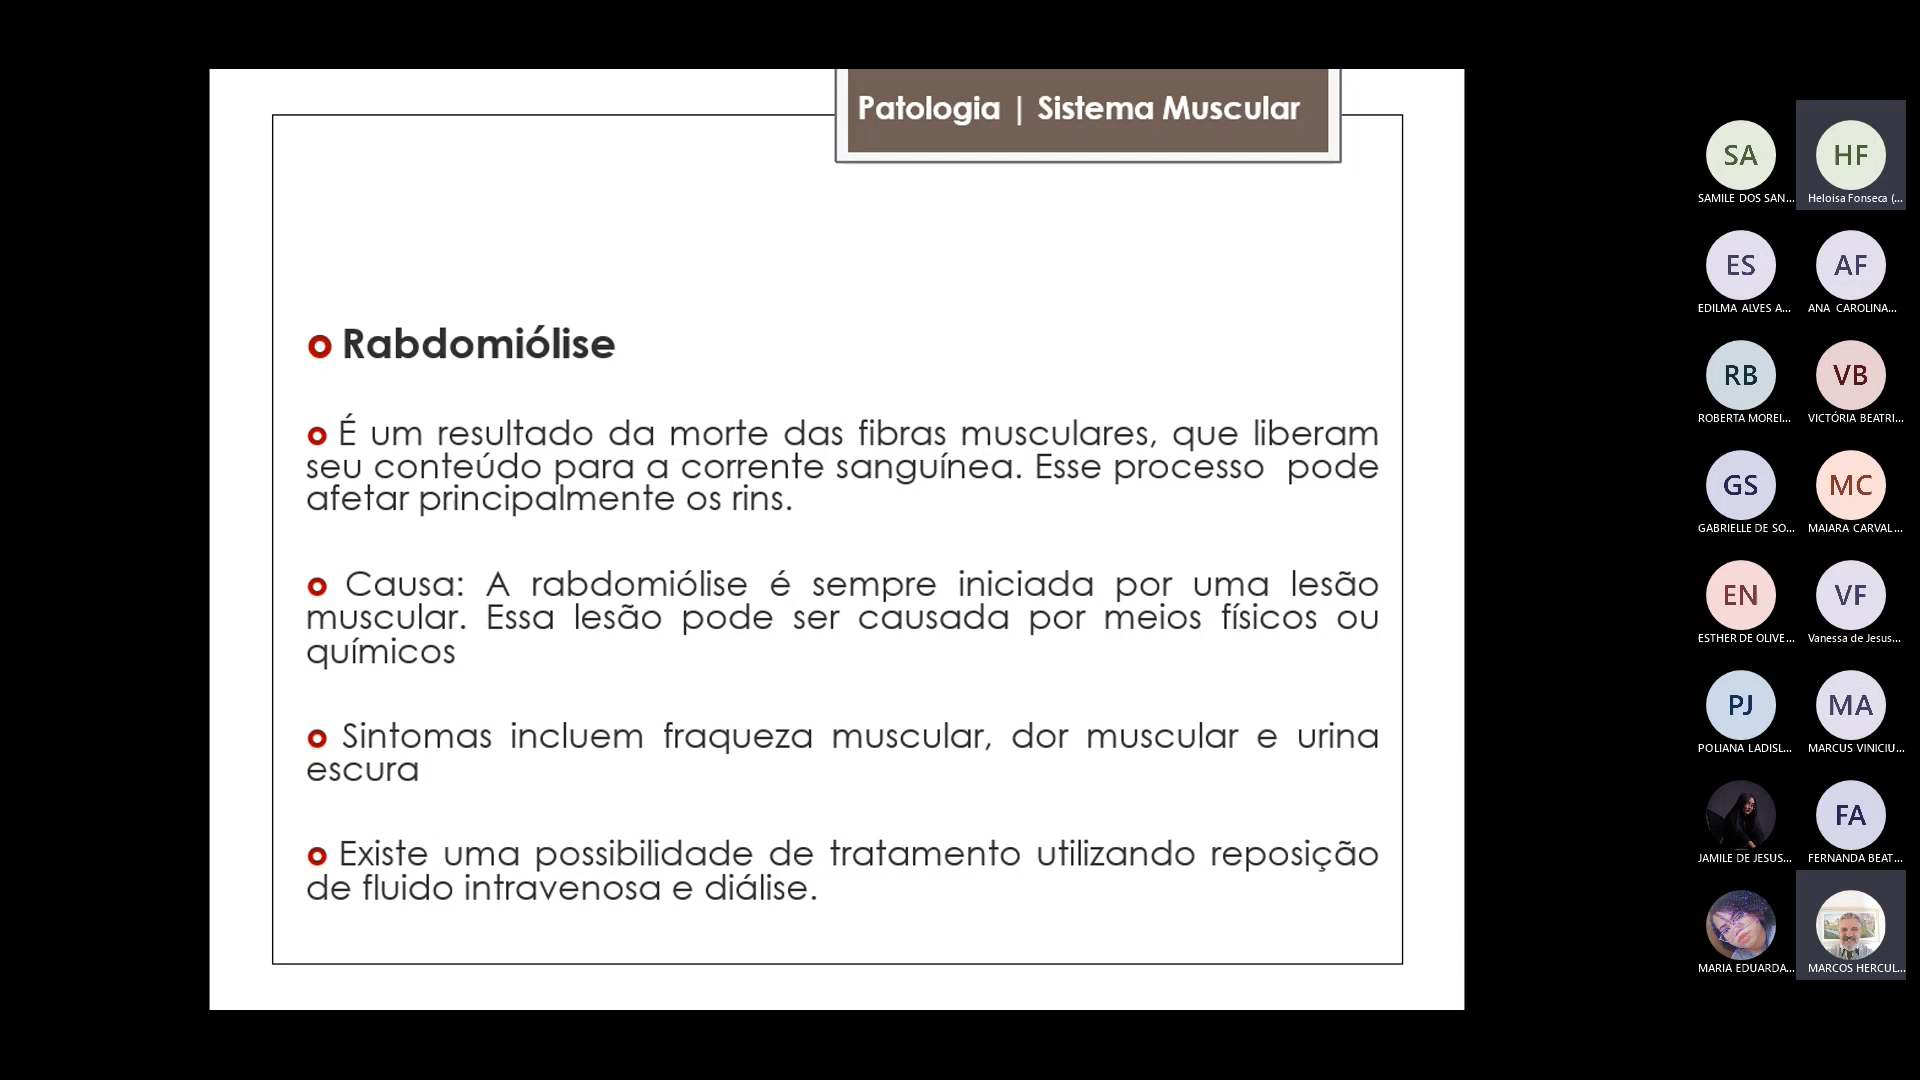 Patologia | Sistema Muscular
Rabdomiólise
É um resultado da morte das fibras musculares, que liberam
seu conteúdo para a corrente sanguínea. Esse processo pode
afetar principalmente os rins.
Causa: A rabdomiólise é sempre iniciada por uma lesão
muscular. Essa lesão pode ser causada por meios físicos ou
químicos
Sintomas incluem fraqueza muscular, dor muscular e urina
escura
Existe uma possibilidade de tratamento utilizando reposição
de fluido intravenosa e diálise.
SA
SAMILE DOS SAN...
HF
Heloísa Fonseca (...
ES
EDILMA ALVES A...
AF
ANA CAROLINA...
RB
ROBERTA MOREI...
VB
VICTÓRIA BEATRI...
GS
GABRIELLE DE SO...
MC
MAIARA CARVAL...
EN
ESTHER DE OLIVE...
VF
Vanessa de Jesus...
PJ
POLIANA LADISL...
MA
MARCUS VINICIU...
JAMILE DE JESUS...
FA
FERNANDA BEAT...
MARIA EDUARDA...
MARCOS HERCUL...